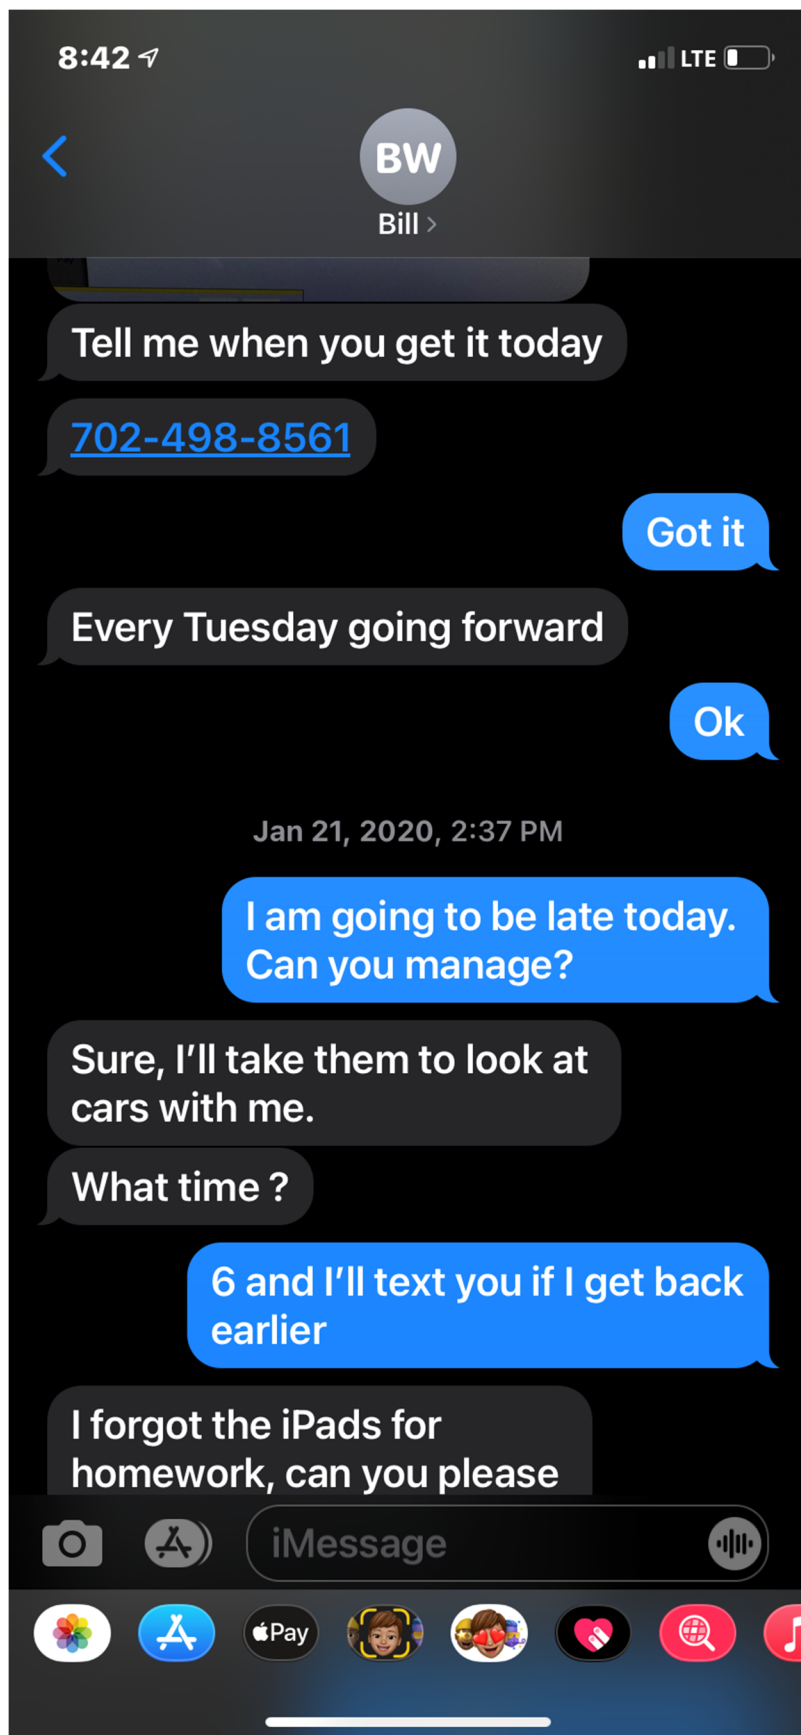 8:42
LTE
BW
Bill
Tell me when you get it today
702-498-8561
Got it
Every Tuesday going forward
Ok
Jan 21, 2020, 2:37 PM
I am going to be late today.
Can you manage?
Sure, I’ll take them to look at
cars with me.
What time ?
6 and I’ll text you if I get back
earlier
I forgot the iPads for
homework, can you please
iMessage
Pay